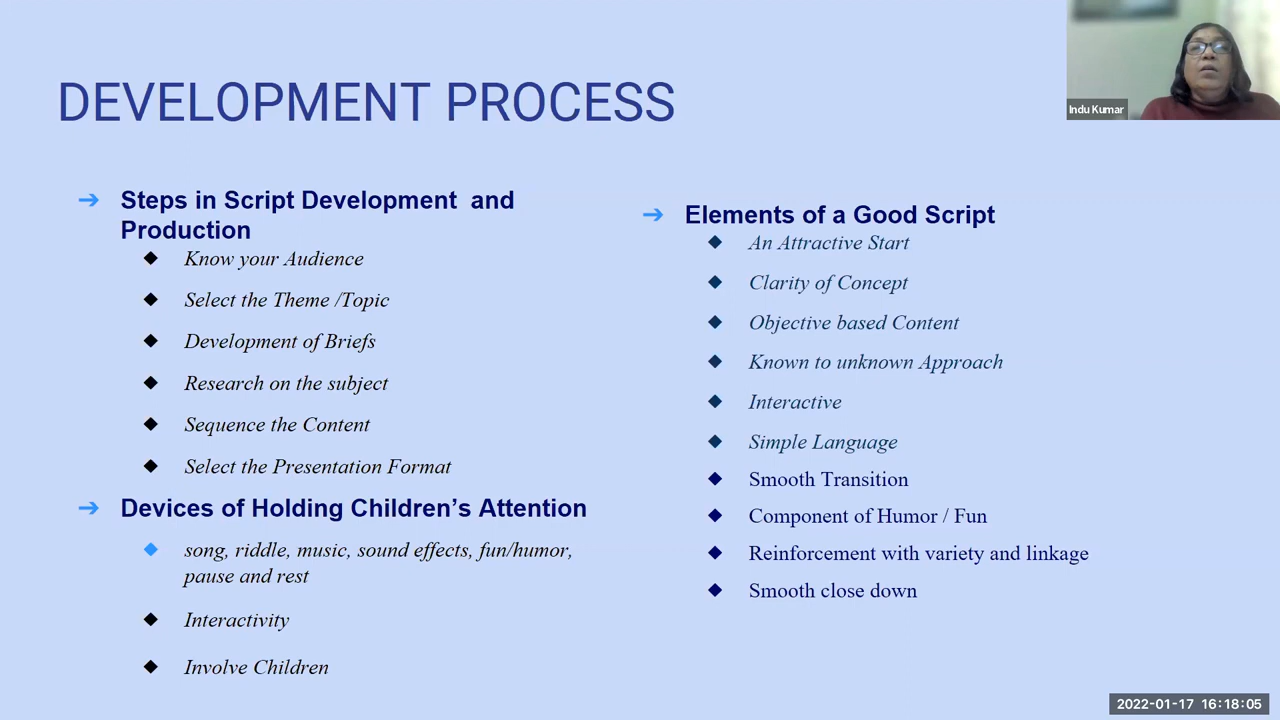 DEVELOPMENT PROCESS
Steps in Script Development and
Production
Know your Audience
Select the Theme /Topic
Development of Briefs
Research on the subject
Sequence the Content
Select the Presentation Format
Devices of Holding Children’s Attention
song, riddle, music, sound effects, fun/humor,
pause and rest
Interactivity
Involve Children
Elements of a Good Script
An Attractive Start
Clarity of Concept
Objective based Content
Known to unknown Approach
Interactive
Simple Language
Smooth Transition
Component of Humor / Fun
Reinforcement with variety and linkage
Smooth close down
Indu Kumar
2022-01-17 16:18:05